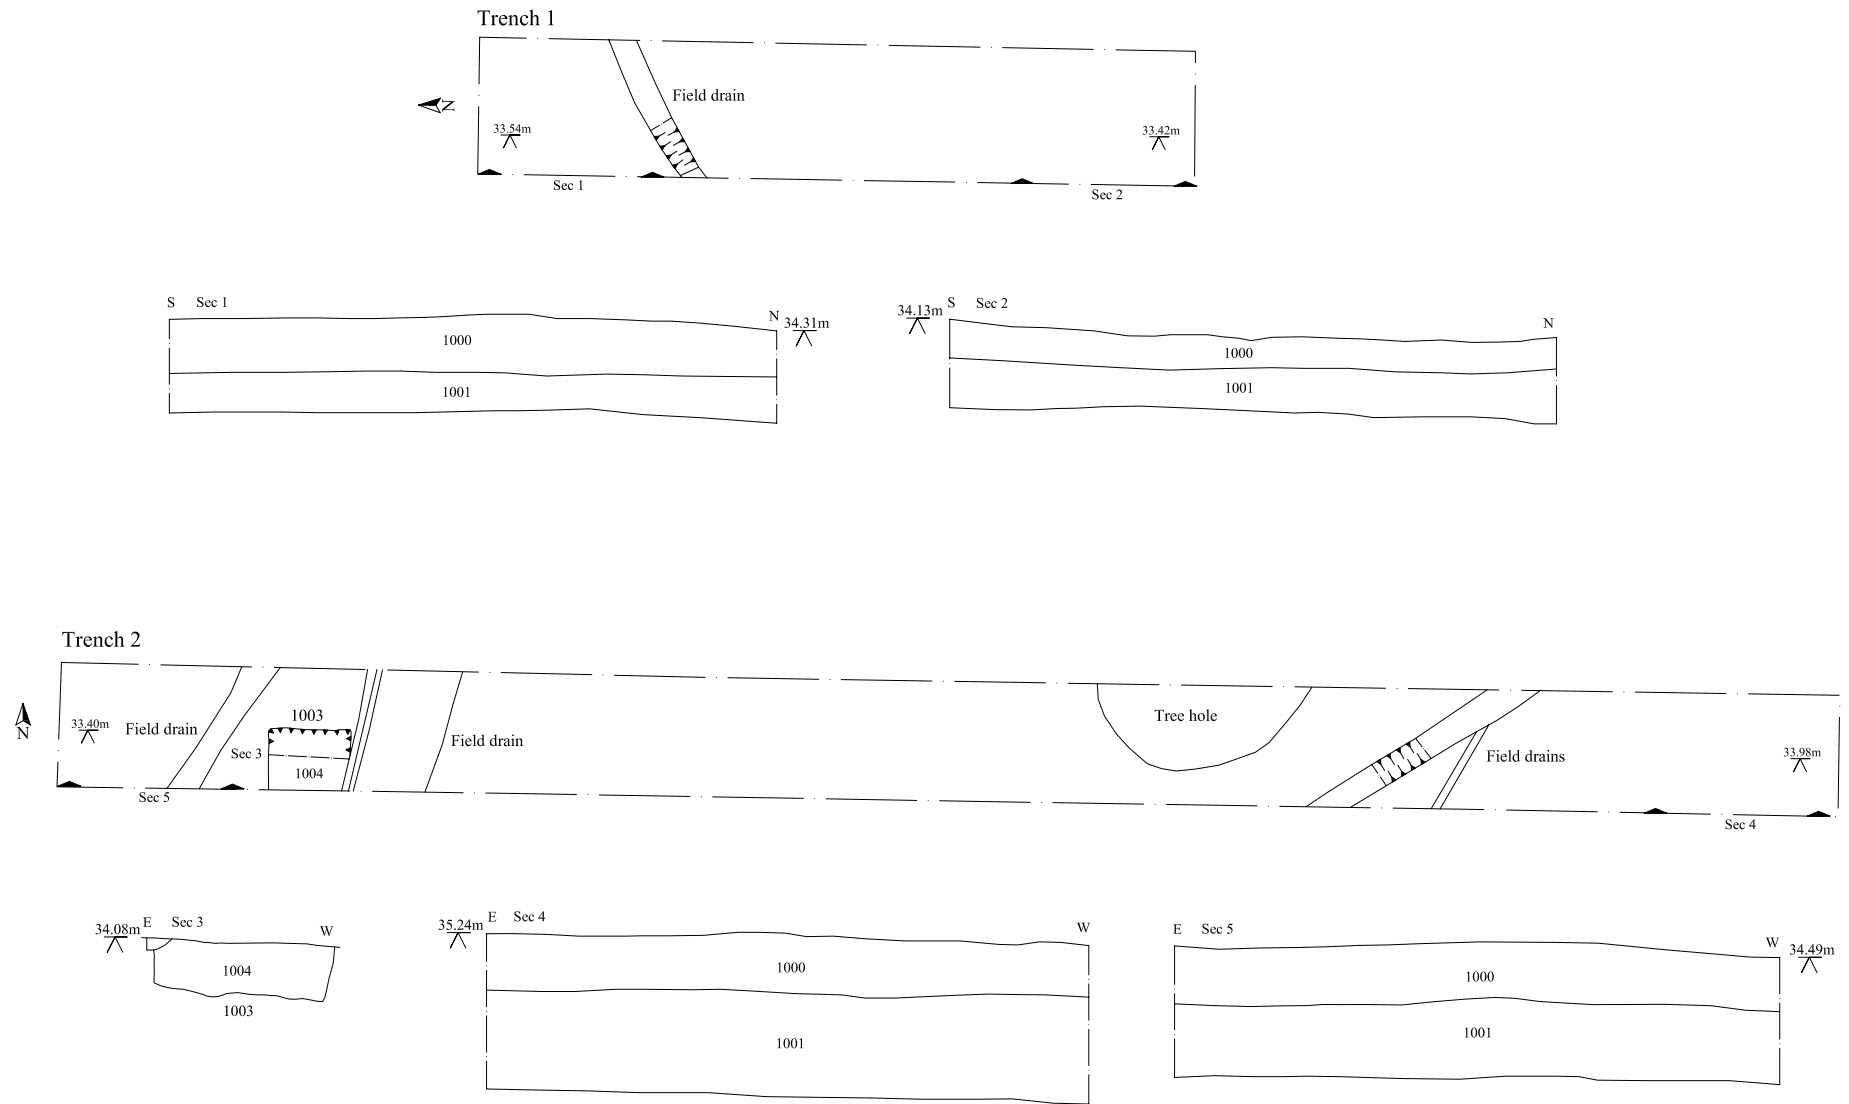 Trench 1
Field drain
N
33.54m
33.42m
Sec 1
Sec 2
S Sec 1
N 34.31m
1000
1001
34.13m S Sec 2
N
1000
1001
Trench 2
N
33.40m
Field drain
1003
Sec 3
1004
Sec 5
Field drain
Tree hole
Field drains
33.98m
Sec 4
34.08m E Sec 3
W
1004
1003
35.24m E Sec 4
W
1000
1001
E Sec 5
W 34.49m
1000
1001